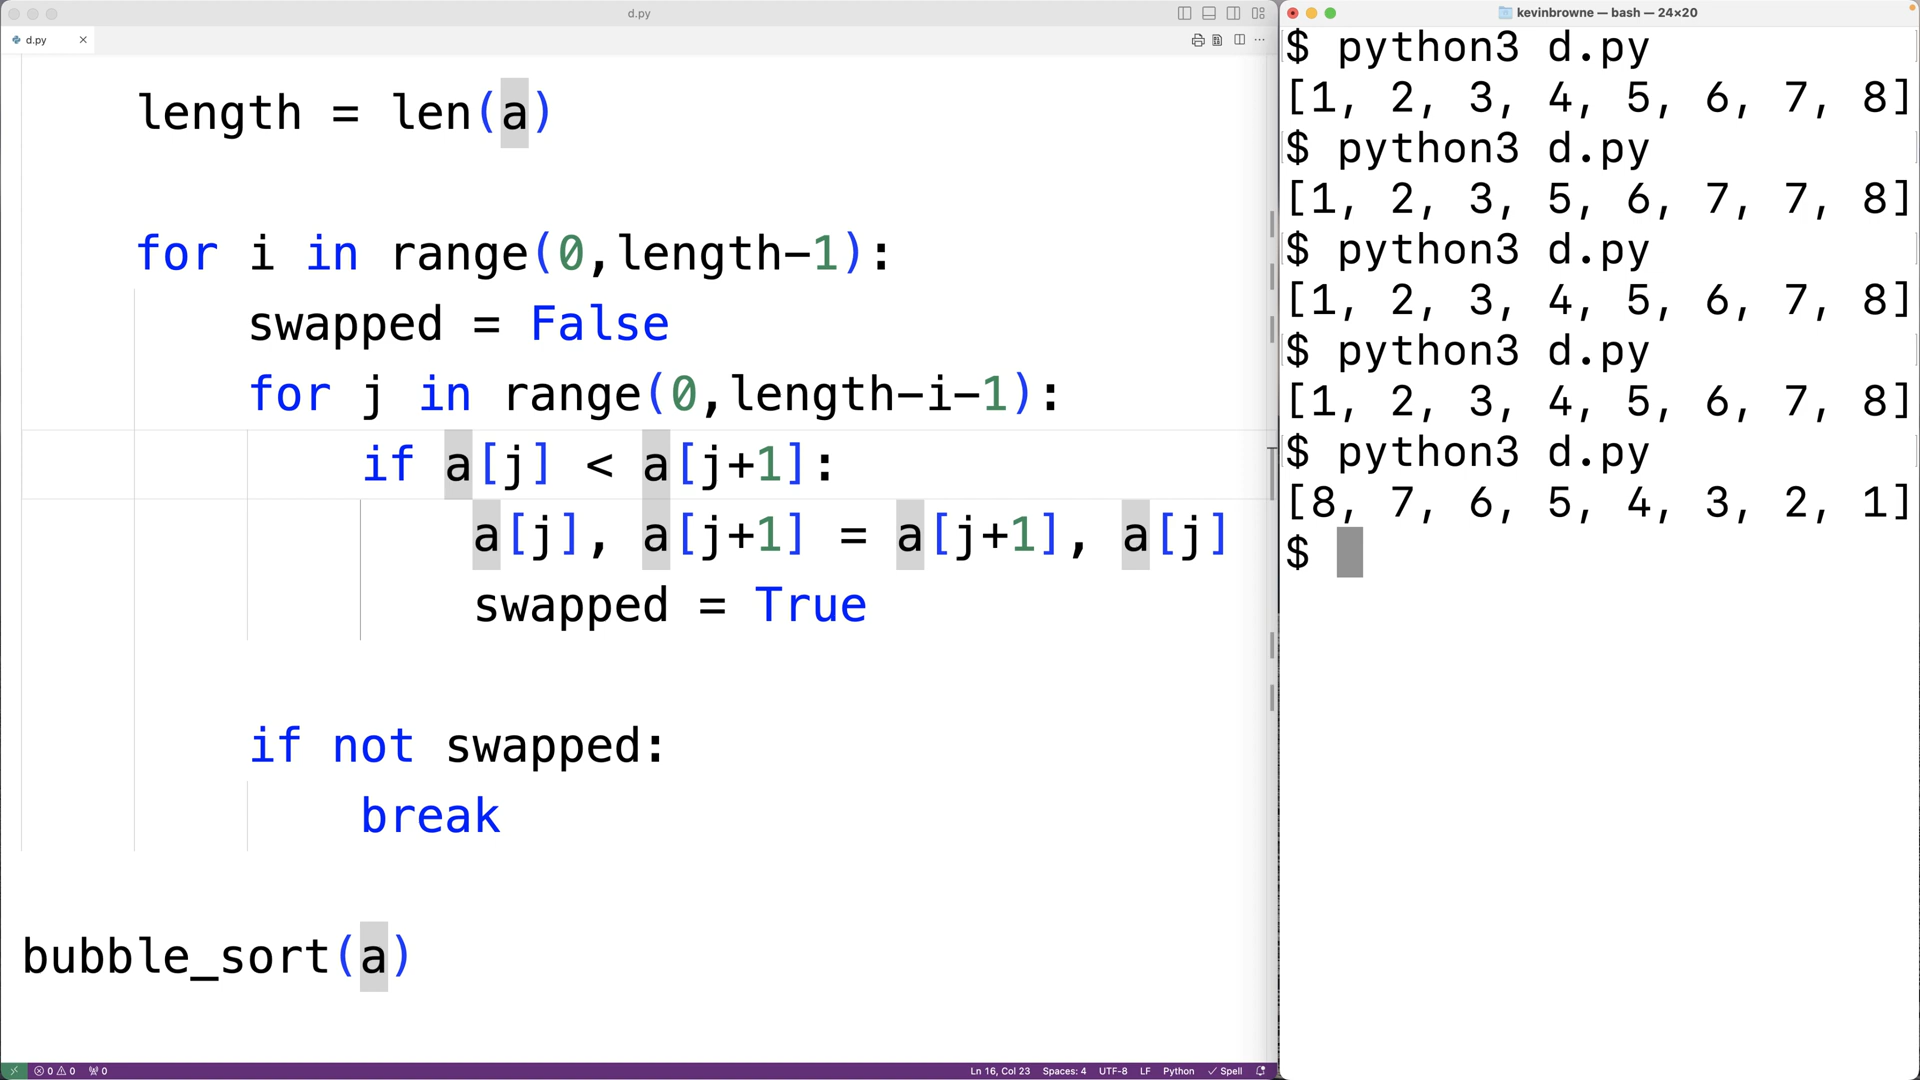 d.py
d.py
length = len(a)
for i in range(0,length-1):
swapped = False
for j in range(0,length-i-1):
if a[j] < a[j+1]:
a[j], a[j+1] = a[j+1], a[j]
swapped = True
if not swapped:
break
bubble_sort(a)
0 0 0 Ln 16, Col 23 Spaces: 4 UTF-8 LF Python Spell
kevinbrowne — bash — 24×20
$ python3 d.py
[1, 2, 3, 4, 5, 6, 7, 8]
$ python3 d.py
[1, 2, 3, 5, 6, 7, 7, 8]
$ python3 d.py
[1, 2, 3, 4, 5, 6, 7, 8]
$ python3 d.py
[1, 2, 3, 4, 5, 6, 7, 8]
$ python3 d.py
[8, 7, 6, 5, 4, 3, 2, 1]
$